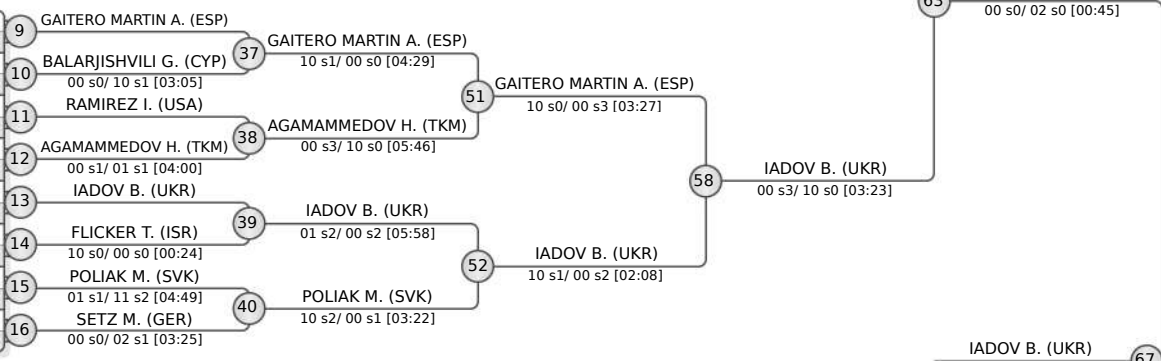 63
00 s0/ 02 s0 [00:45]
9
GAITERO MARTIN A. (ESP)
37
GAITERO MARTIN A. (ESP)
10 s1/ 00 s0 [04:29]
10
BALARJISHVILI G. (CYP)
00 s0/ 10 s1 [03:05]
51
GAITERO MARTIN A. (ESP)
10 s0/ 00 s3 [03:27]
11
RAMIREZ I. (USA)
38
AGAMAMMEDOV H. (TKM)
00 s3/ 10 s0 [05:46]
12
AGAMAMMEDOV H. (TKM)
00 s1/ 01 s1 [04:00]
58
IADOV B. (UKR)
00 s3/ 10 s0 [03:23]
13
IADOV B. (UKR)
39
IADOV B. (UKR)
01 s2/ 00 s2 [05:58]
14
FLICKER T. (ISR)
10 s0/ 00 s0 [00:24]
52
IADOV B. (UKR)
10 s1/ 00 s2 [02:08]
15
POLIAK M. (SVK)
01 s1/ 11 s2 [04:49]
40
POLIAK M. (SVK)
10 s2/ 00 s1 [03:22]
16
SETZ M. (GER)
00 s0/ 02 s1 [03:25]
IADOV B. (UKR)
67